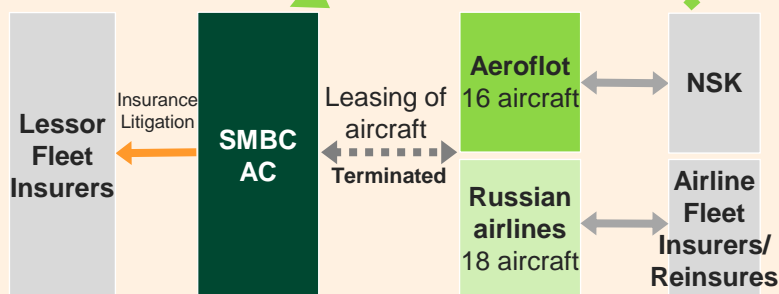 Lessor
Fleet
Insurers
Insurance
Litigation
SMBC
AC
Leasing of
aircraft
Terminated
Aeroflot
16 aircraft
NSK
Russian
airlines
18 aircraft
Airline
Fleet
Insurers/
Reinsures